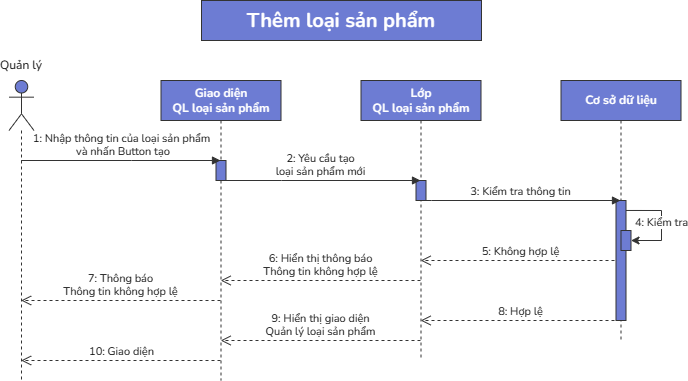 Thêm loại sản phẩm
Quản lý
Giao diện
QL loại sản phẩm
Lớp
QL loại sản phẩm
Cơ sở dữ liệu
1: Nhập thông tin của loại sản phẩm
và nhấn Button tạo
2: Yêu cầu tạo
loại sản phẩm mới
3: Kiểm tra thông tin
4: Kiểm tra
5: Không hợp lệ
6: Hiển thị thông báo
Thông tin không hợp lệ
7: Thông báo
Thông tin không hợp lệ
8: Hợp lệ
9: Hiển thị giao diện
Quản lý loại sản phẩm
10: Giao diện